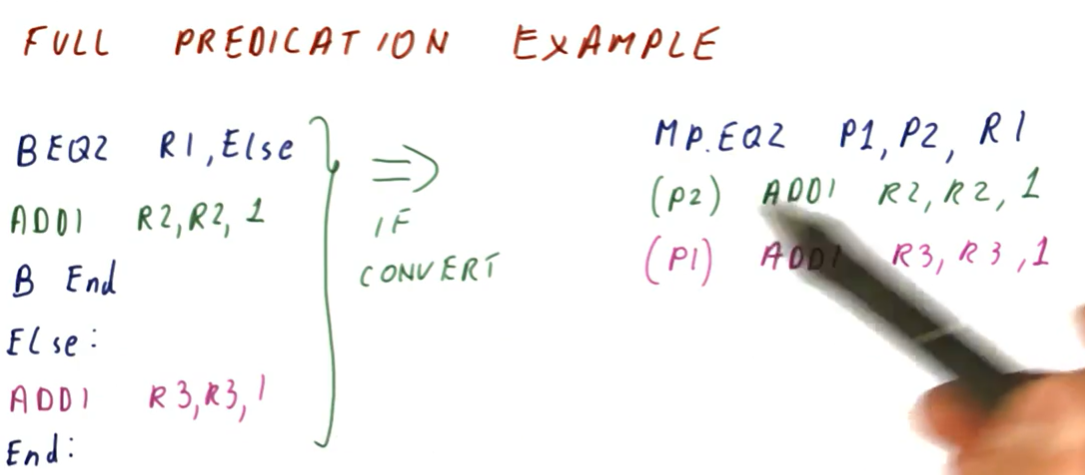 FULL PREDICATION EXAMPLE
BEQZ R1, Else
ADDI R2, R2, 1
B End
Else:
ADDI R3, R3, 1
End:
⇒
IF
CONVERT
MP.EQZ P1, P2, R1
(P2) ADDI R2, R2, 1
(P1) ADDI R3, R3, 1